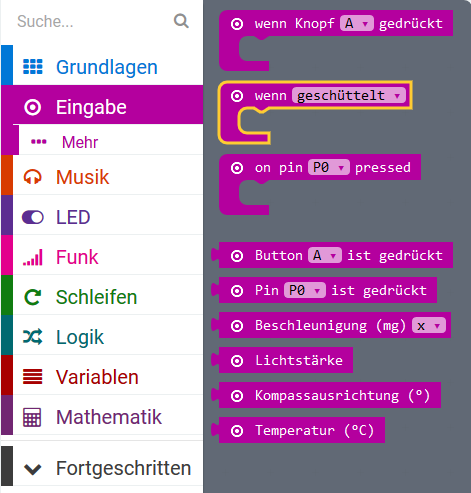 Suche...
Grundlagen
Eingabe
Mehr
Musik
LED
Funk
Schleifen
Logik
Variablen
Mathematik
Fortgeschritten
wenn Knopf A gedrückt
wenn geschüttelt
on pin P0 pressed
Button A ist gedrückt
Pin P0 ist gedrückt
Beschleunigung (mg) x
Lichtstärke
Kompassausrichtung (°)
Temperatur (°C)